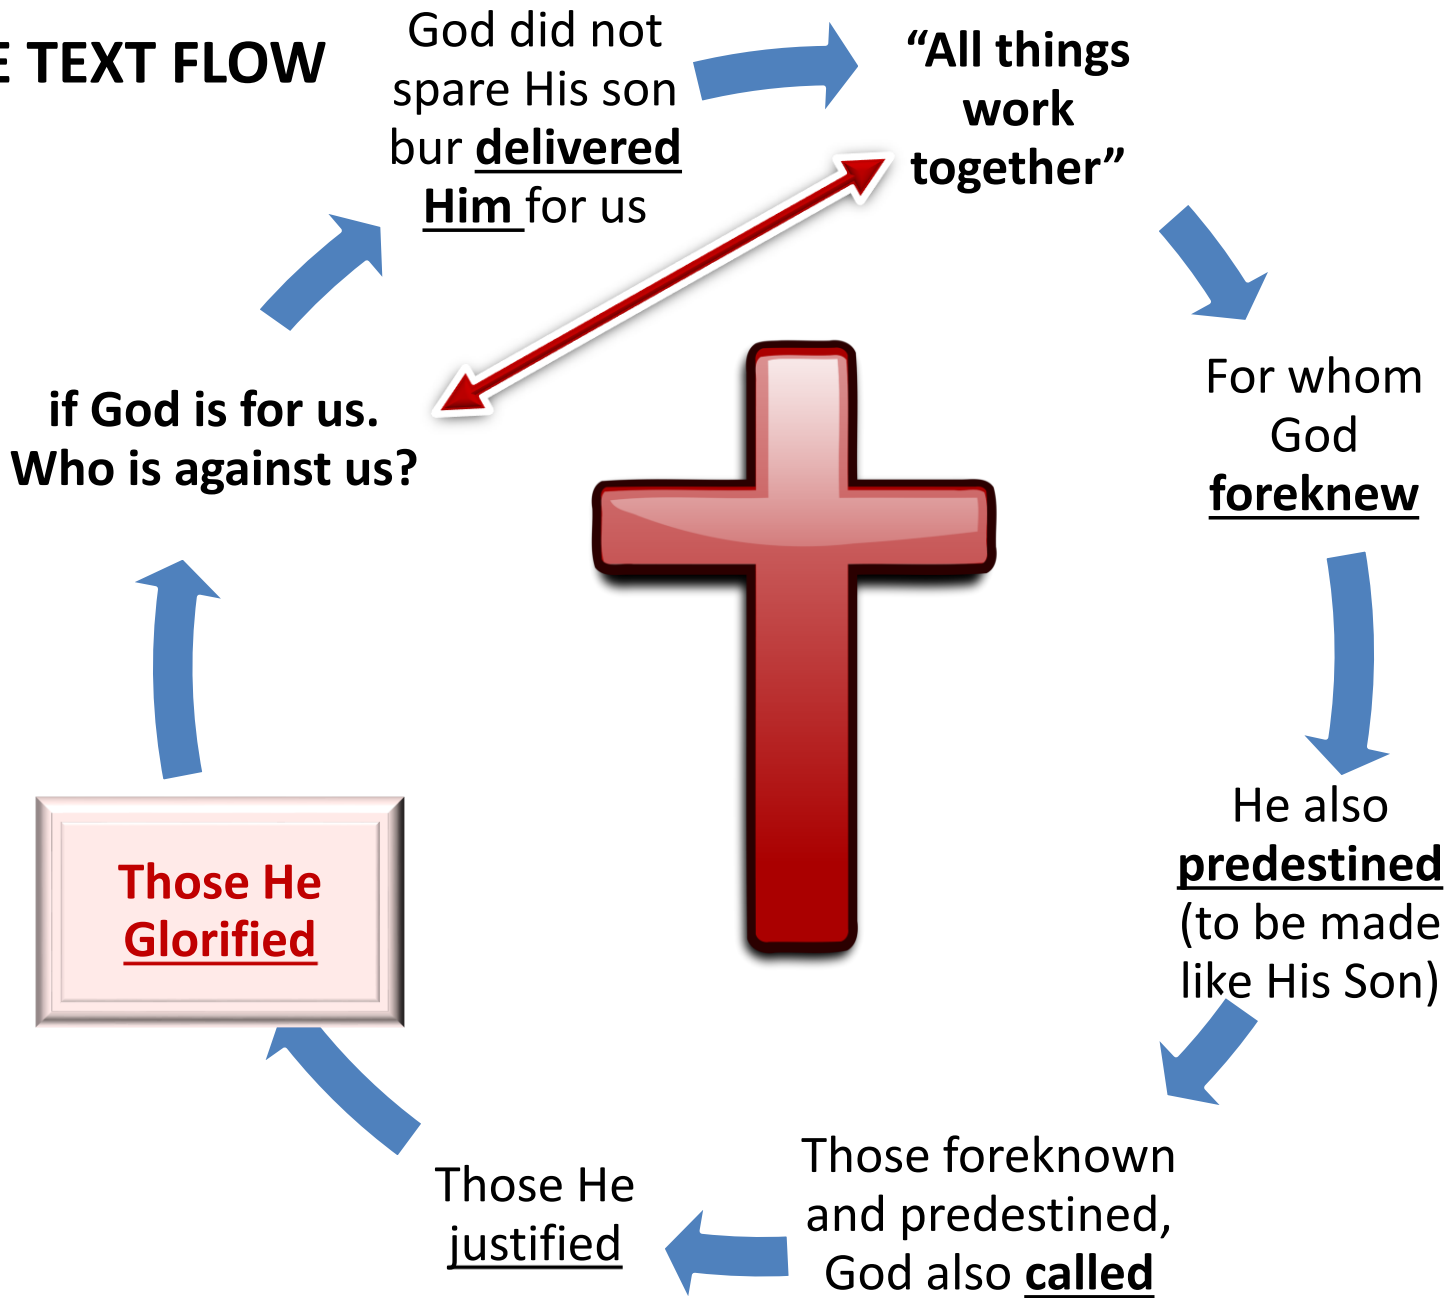 E TEXT FLOW
God did not
spare His son
bur delivered
Him for us
“All things
work
together”
For whom
God
foreknew
He also
predestined
(to be made
like His Son)
Those foreknown
and predestined,
God also called
Those He
justified
Those He
Glorified
if God is for us.
Who is against us?